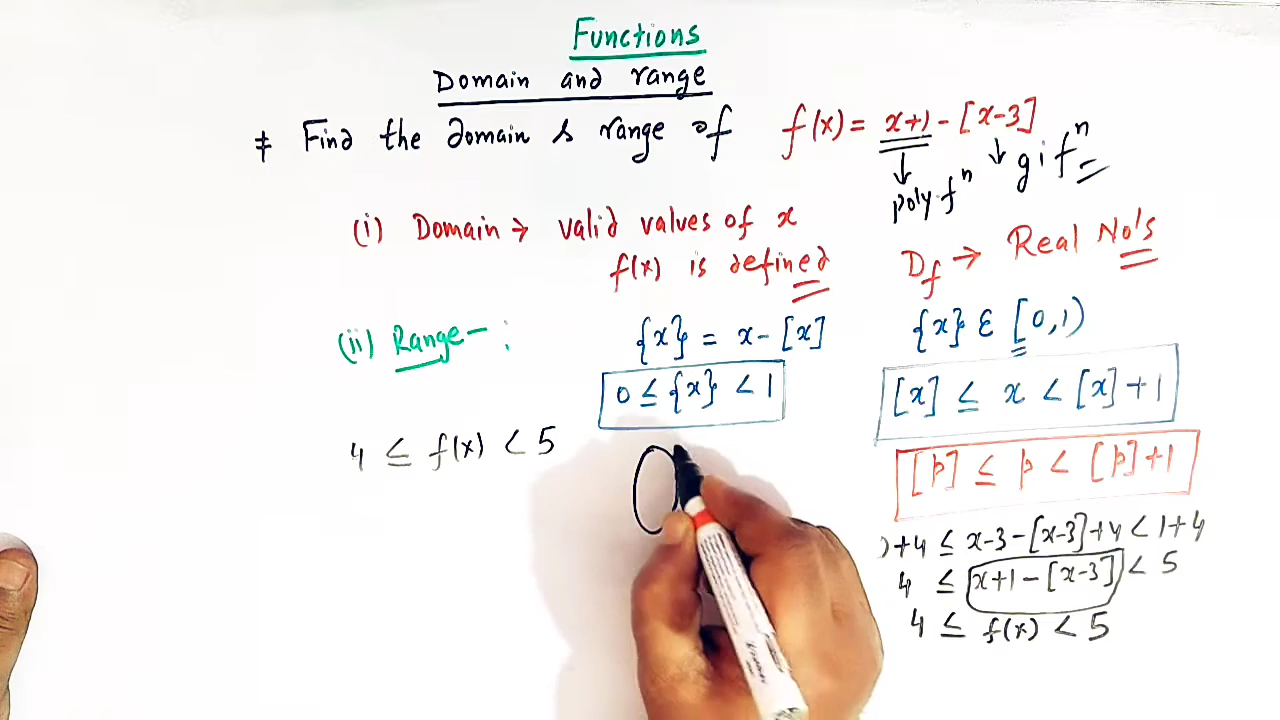 Functions
Domain and range
# Find the domain & range of f(x) = x+1 - [x-3]
poly.fⁿ
gifⁿ
(i) Domain → valid values of x
f(x) is defined
Df → Real No's
(ii) Range - :
{x} = x - [x]
{x} ε [0,1)
0 ≤ {x} < 1
[x] ≤ x < [x]+1
4 ≤ f(x) < 5
[p] ≤ p < [p]+1
+4 ≤ x-3-[x-3]+4 < 1+4
4 ≤ x+1-[x-3] < 5
4 ≤ f(x) < 5